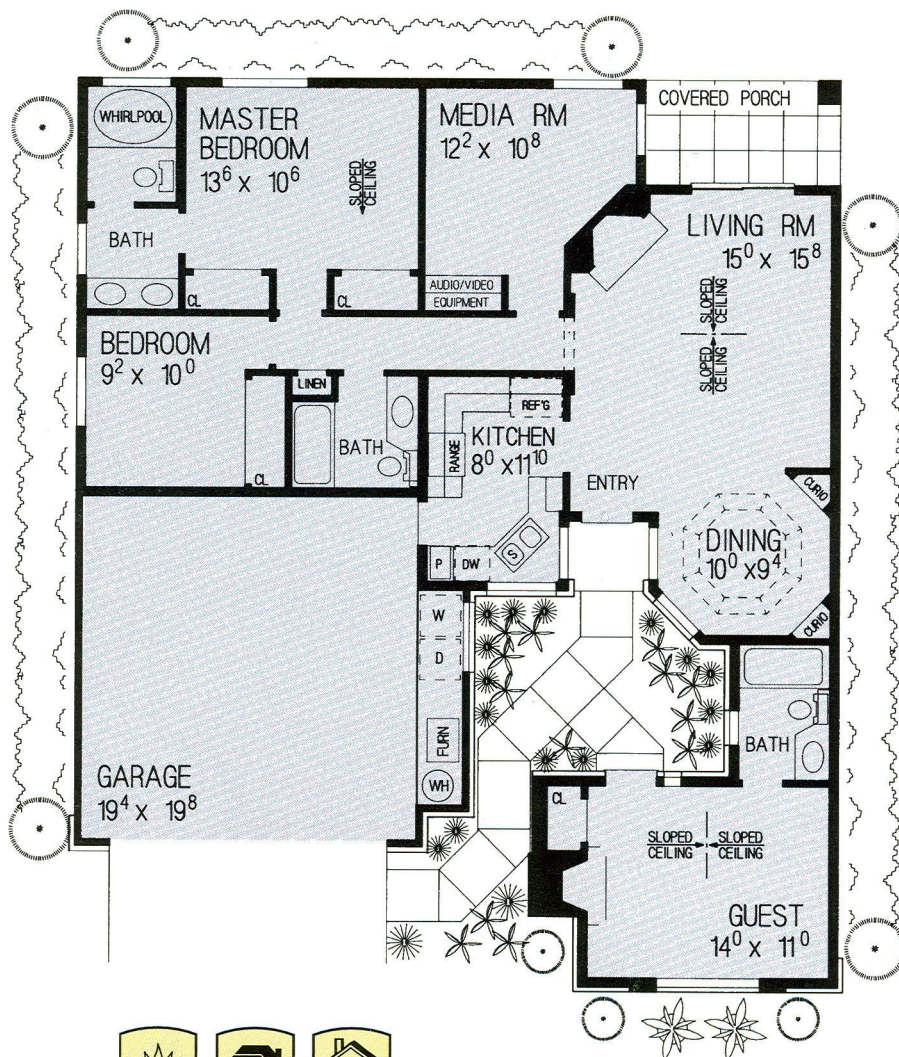 WHIRLPOOL
MASTER
BEDROOM
13⁶ x 10⁶
SLOPED
CEILING
MEDIA RM
12² x 10⁸
COVERED PORCH
BATH
LIVING RM
15⁰ x 15⁸
CL
CL
AUDIO/VIDEO
EQUIPMENT
SLOPED
CEILING
SLOPED
CEILING
BEDROOM
9² x 10⁰
LINEN
REF'G
BATH
RANGE
KITCHEN
8⁰ x11¹⁰
CL
ENTRY
CURIO
DINING
10⁰ x9⁴
S
P
DW
CURIO
W
D
FURN
WH
BATH
GARAGE
19⁴ x 19⁸
CL
SLOPED
CEILING
SLOPED
CEILING
GUEST
14⁰ x 11⁰